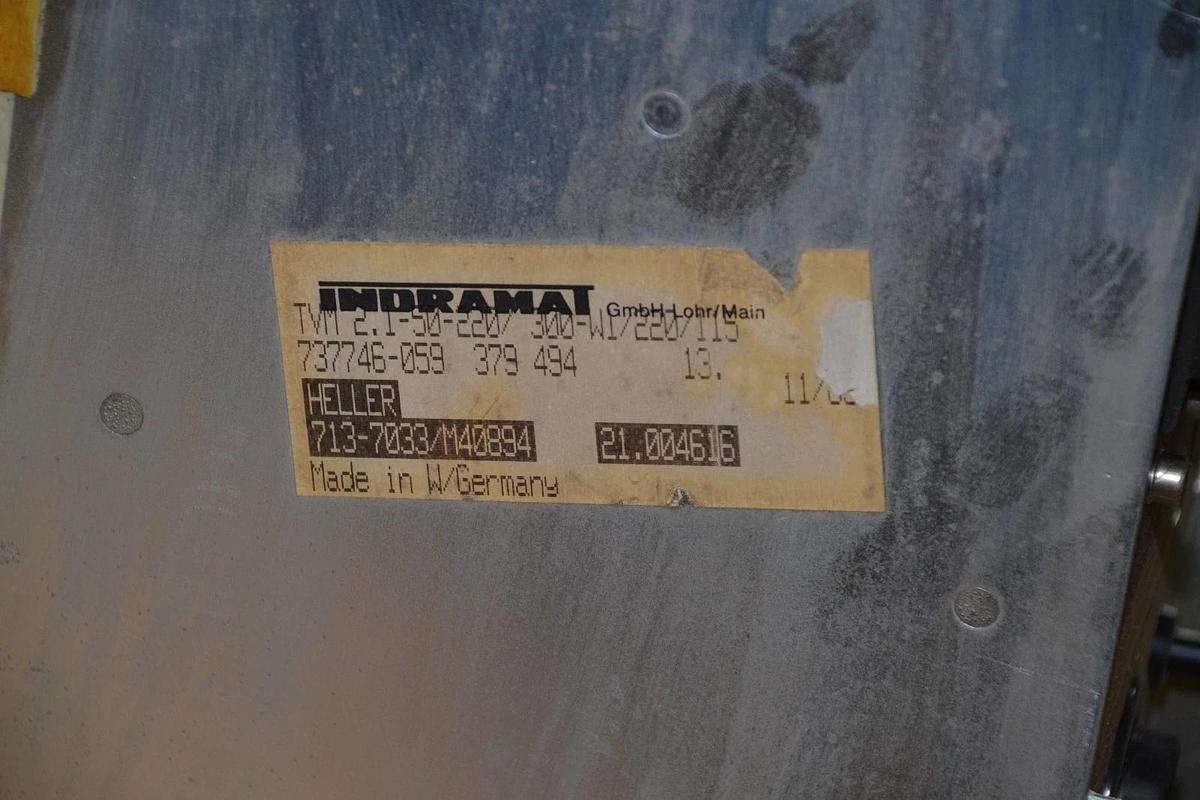 INDRAMAT GmbH-Lohr/Main
TVM 2.1-50-220/ 300-W1/220/115
737746-059 379 494 13.
HELLER
713-7033/M40894 21.004616
Made in W/Germany